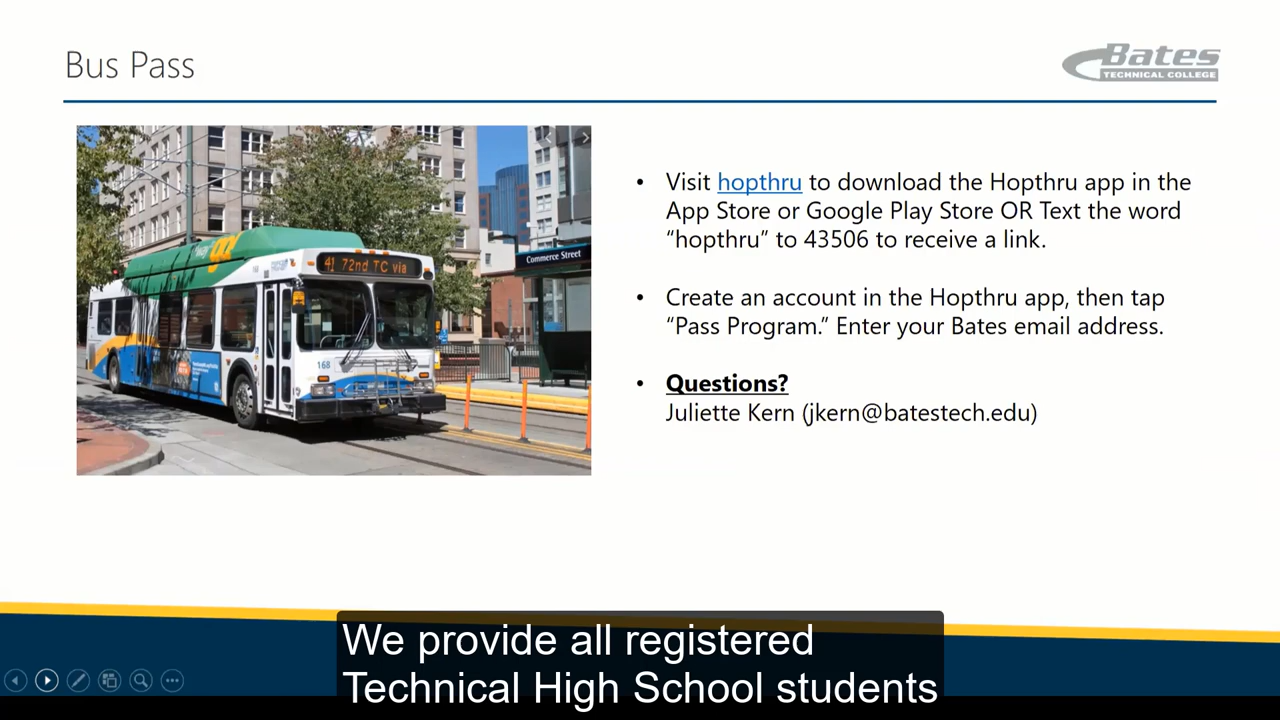 Bus Pass
Bates
TECHNICAL COLLEGE
Commerce Street
41 72nd TC via
168
• Visit hopthru to download the Hopthru app in the
App Store or Google Play Store OR Text the word
“hopthru” to 43506 to receive a link.
• Create an account in the Hopthru app, then tap
“Pass Program.” Enter your Bates email address.
• Questions?
Juliette Kern (jkern@batestech.edu)
We provide all registered
Technical High School students